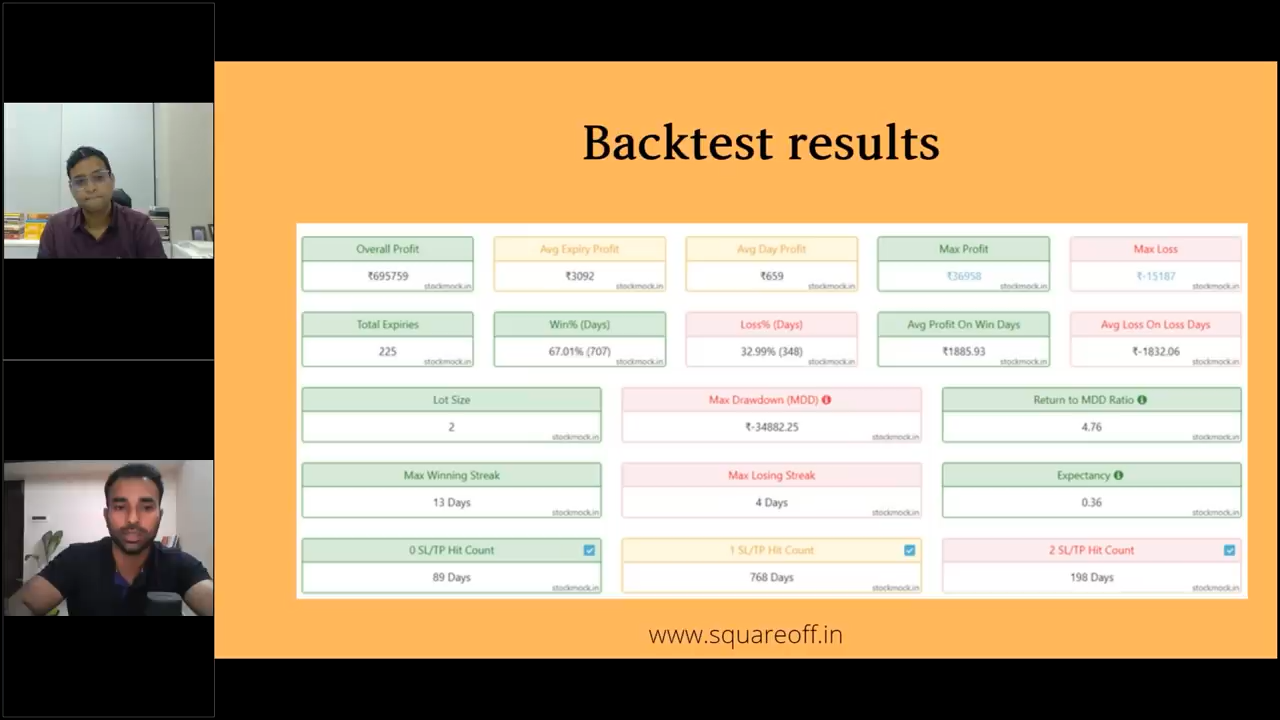 Backtest results
Overall Profit
₹695759
stockmock.in
Avg Expiry Profit
₹3092
stockmock.in
Avg Day Profit
₹659
stockmock.in
Max Profit
₹36958
stockmock.in
Max Loss
₹-15187
stockmock.in
Total Expiries
225
stockmock.in
Win% (Days)
67.01% (707)
stockmock.in
Loss% (Days)
32.99% (348)
stockmock.in
Avg Profit On Win Days
₹1885.93
stockmock.in
Avg Loss On Loss Days
₹-1832.06
stockmock.in
Lot Size
2
stockmock.in
Max Drawdown (MDD)
₹-34882.25
stockmock.in
Return to MDD Ratio
4.76
stockmock.in
Max Winning Streak
13 Days
stockmock.in
Max Losing Streak
4 Days
stockmock.in
Expectancy
0.36
stockmock.in
0 SL/TP Hit Count
89 Days
stockmock.in
1 SL/TP Hit Count
768 Days
stockmock.in
2 SL/TP Hit Count
198 Days
stockmock.in
www.squareoff.in